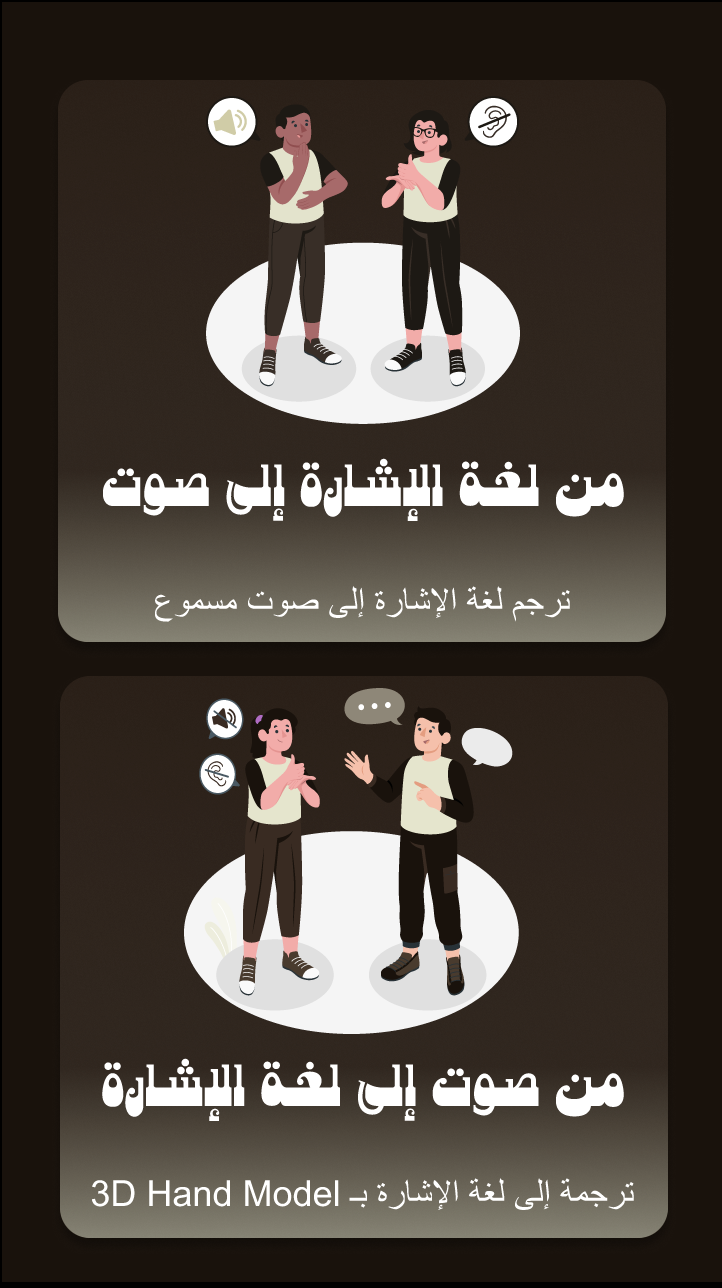 من لغة الإشارة إلى صوت
ترجم لغة الإشارة إلى صوت مسموع
من صوت إلى لغة الإشارة
ترجمة إلى لغة الإشارة بـ 3D Hand Model